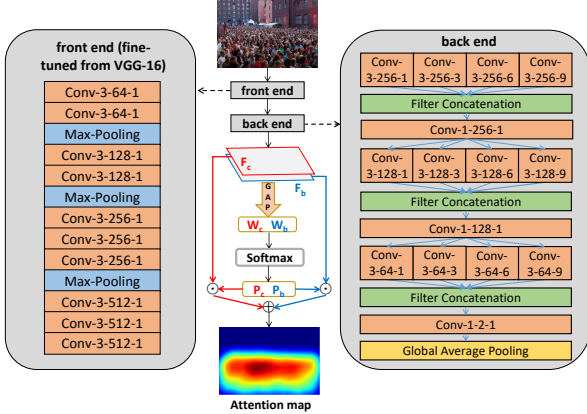 front end (fine-
tuned from VGG-16)
Conv-3-64-1
Conv-3-64-1
Max-Pooling
Conv-3-128-1
Conv-3-128-1
Max-Pooling
Conv-3-256-1
Conv-3-256-1
Conv-3-256-1
Max-Pooling
Conv-3-512-1
Conv-3-512-1
Conv-3-512-1
front end
back end
F_c
F_b
GAP
W_c W_b
Softmax
P_c P_b
Attention map
back end
Conv-3-256-1 Conv-3-256-3 Conv-3-256-6 Conv-3-256-9
Filter Concatenation
Conv-1-256-1
Conv-3-128-1 Conv-3-128-3 Conv-3-128-6 Conv-3-128-9
Filter Concatenation
Conv-1-128-1
Conv-3-64-1 Conv-3-64-3 Conv-3-64-6 Conv-3-64-9
Filter Concatenation
Conv-1-2-1
Global Average Pooling